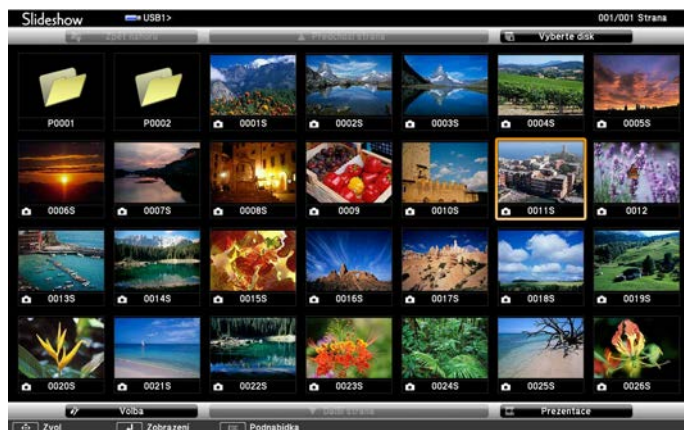 Slideshow USB1> 001/001 Strana
Zpět nahoru ▲ Předchozí strana Vyberte disk
P0001 P0002 0001S 0002S 0003S 0004S 0005S
0006S 0007S 0008S 0009 0010S 0011S 0012
0013S 0014S 0015S 0016S 0017S 0018S 0019S
0020S 0021S 0022S 0023S 0024S 0025S 0026S
Volba ▼ Další strana Prezentace
Zvol Zobrazení Podnabídka